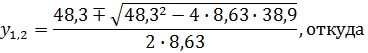 y₁,₂ = (48,3 ∓ √(48,3² − 4 · 8,63 · 38,9)) / (2 · 8,63), откуда